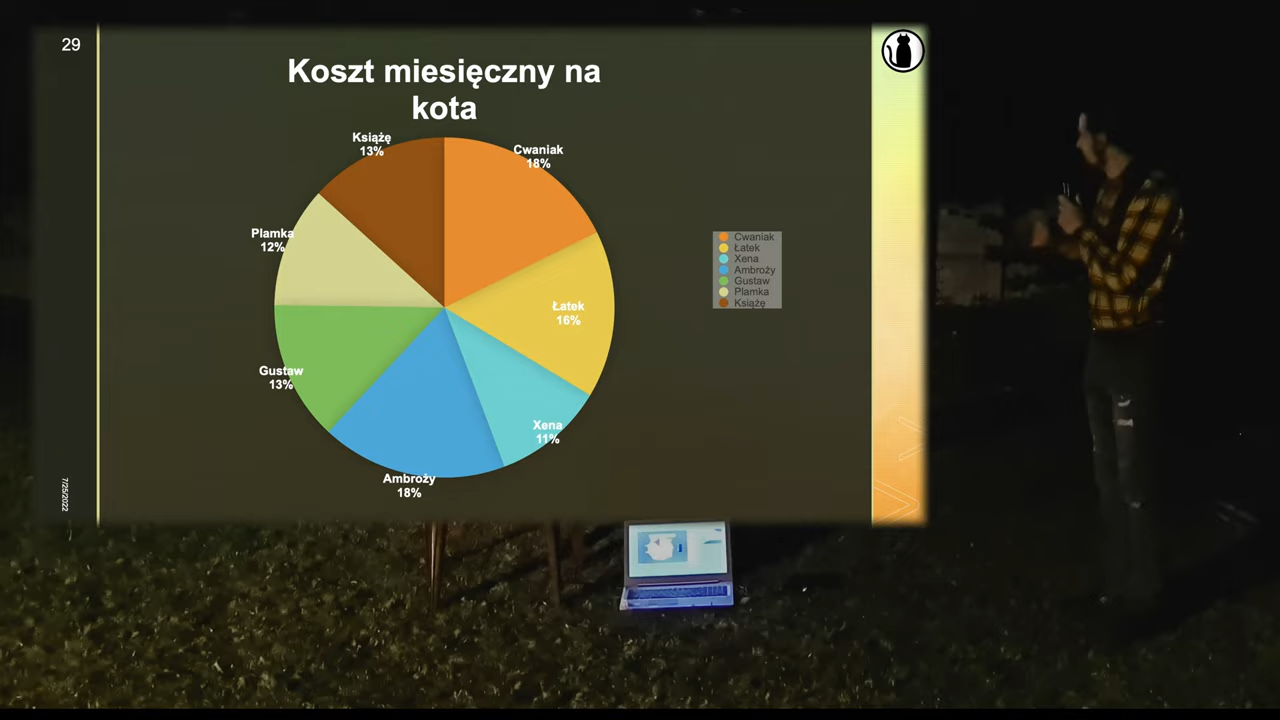 29
Koszt miesięczny na
kota
Książę
13%
Cwaniak
18%
Plamka
12%
Łatek
16%
Gustaw
13%
Xena
11%
Ambroży
18%
Cwaniak
Łatek
Xena
Ambroży
Gustaw
Plamka
Książę
7/25/2022